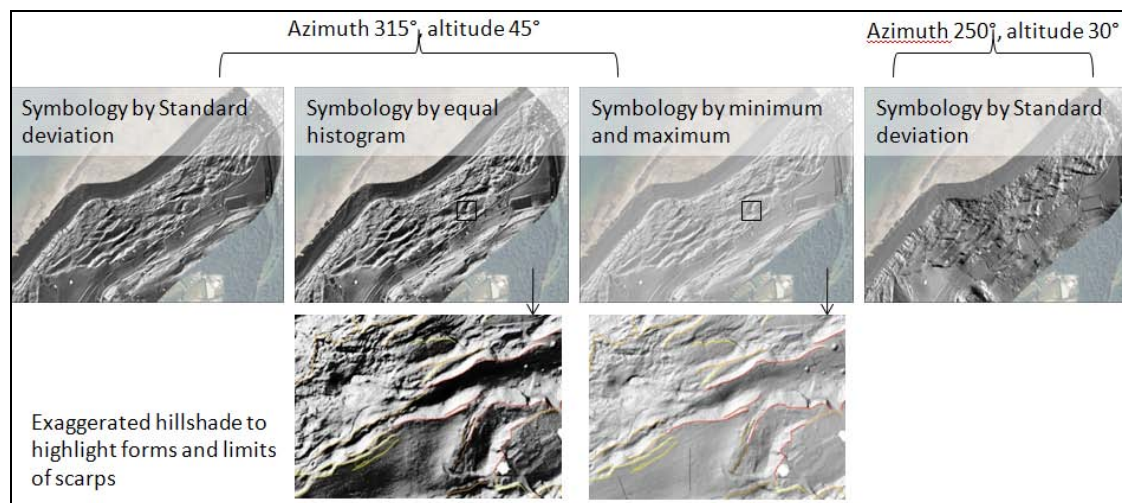 Azimuth 315°, altitude 45°
Azimuth 250°, altitude 30°
Symbology by Standard
deviation
Symbology by equal
histogram
Symbology by minimum
and maximum
Symbology by Standard
deviation
Exaggerated hillshade to
highlight forms and limits
of scarps